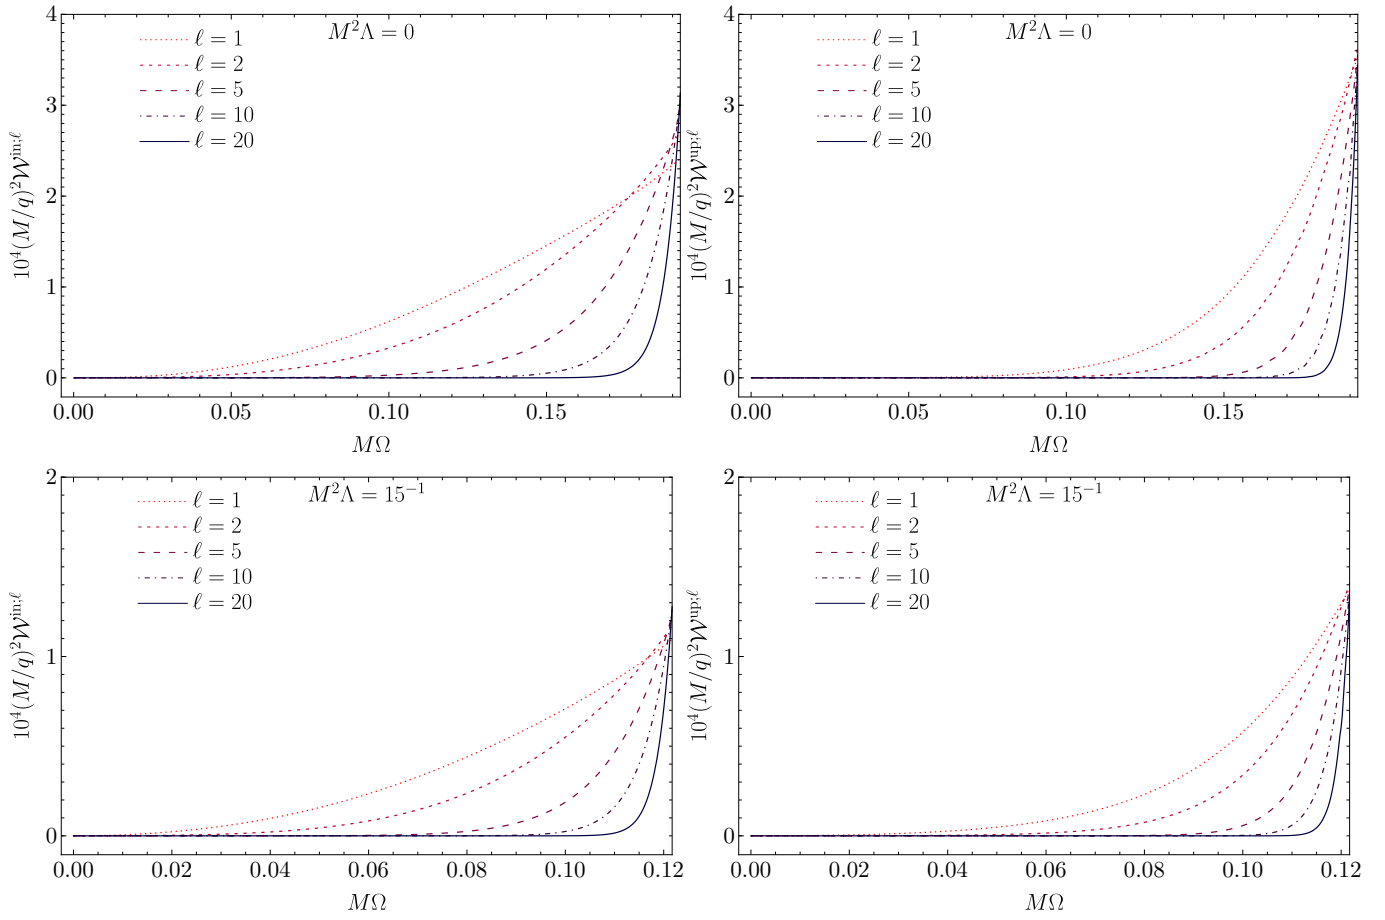 M²Λ = 0
ℓ = 1
ℓ = 2
ℓ = 5
ℓ = 10
ℓ = 20
10⁴(M/q)²𝒲^{in;ℓ}
4
3
2
1
0
0.00 0.05 0.10 0.15
MΩ
M²Λ = 0
ℓ = 1
ℓ = 2
ℓ = 5
ℓ = 10
ℓ = 20
10⁴(M/q)²𝒲^{up;ℓ}
4
3
2
1
0
0.00 0.05 0.10 0.15
MΩ
M²Λ = 15⁻¹
ℓ = 1
ℓ = 2
ℓ = 5
ℓ = 10
ℓ = 20
10⁴(M/q)²𝒲^{in;ℓ}
2
1
0
0.00 0.02 0.04 0.06 0.08 0.10 0.12
MΩ
M²Λ = 15⁻¹
ℓ = 1
ℓ = 2
ℓ = 5
ℓ = 10
ℓ = 20
10⁴(M/q)²𝒲^{up;ℓ}
2
1
0
0.00 0.02 0.04 0.06 0.08 0.10 0.12
MΩ